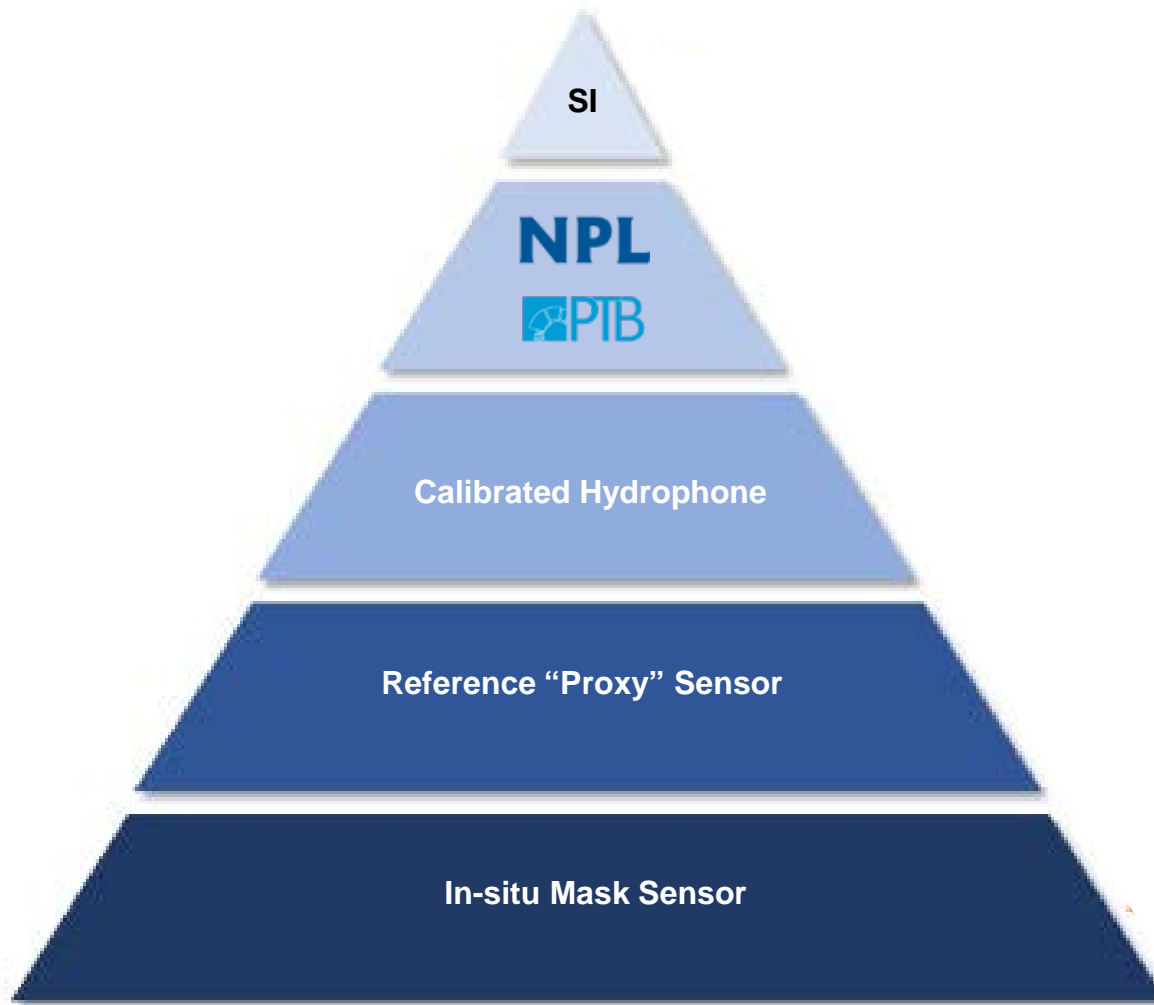 SI
NPL
PTB
Calibrated Hydrophone
Reference “Proxy” Sensor
In-situ Mask Sensor